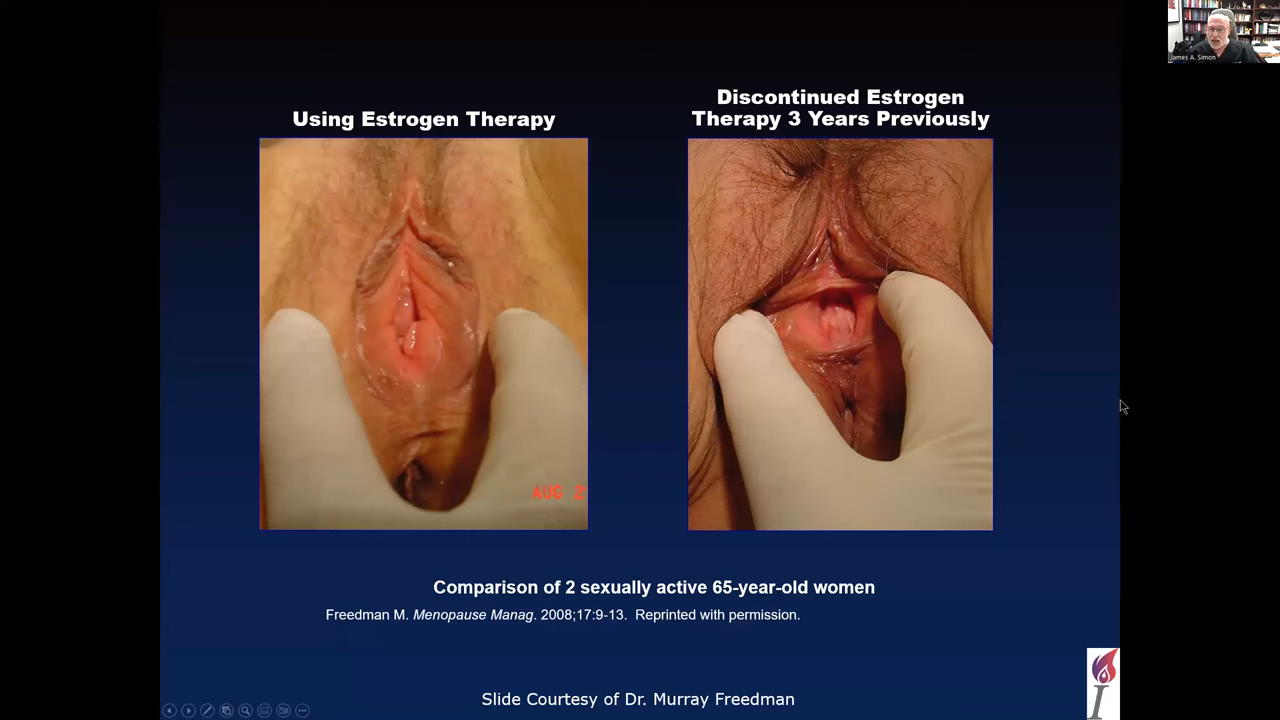 James A. Simon
Using Estrogen Therapy
Discontinued Estrogen
Therapy 3 Years Previously
AUG 2
Comparison of 2 sexually active 65-year-old women
Freedman M. Menopause Manag. 2008;17:9-13. Reprinted with permission.
Slide Courtesy of Dr. Murray Freedman
I